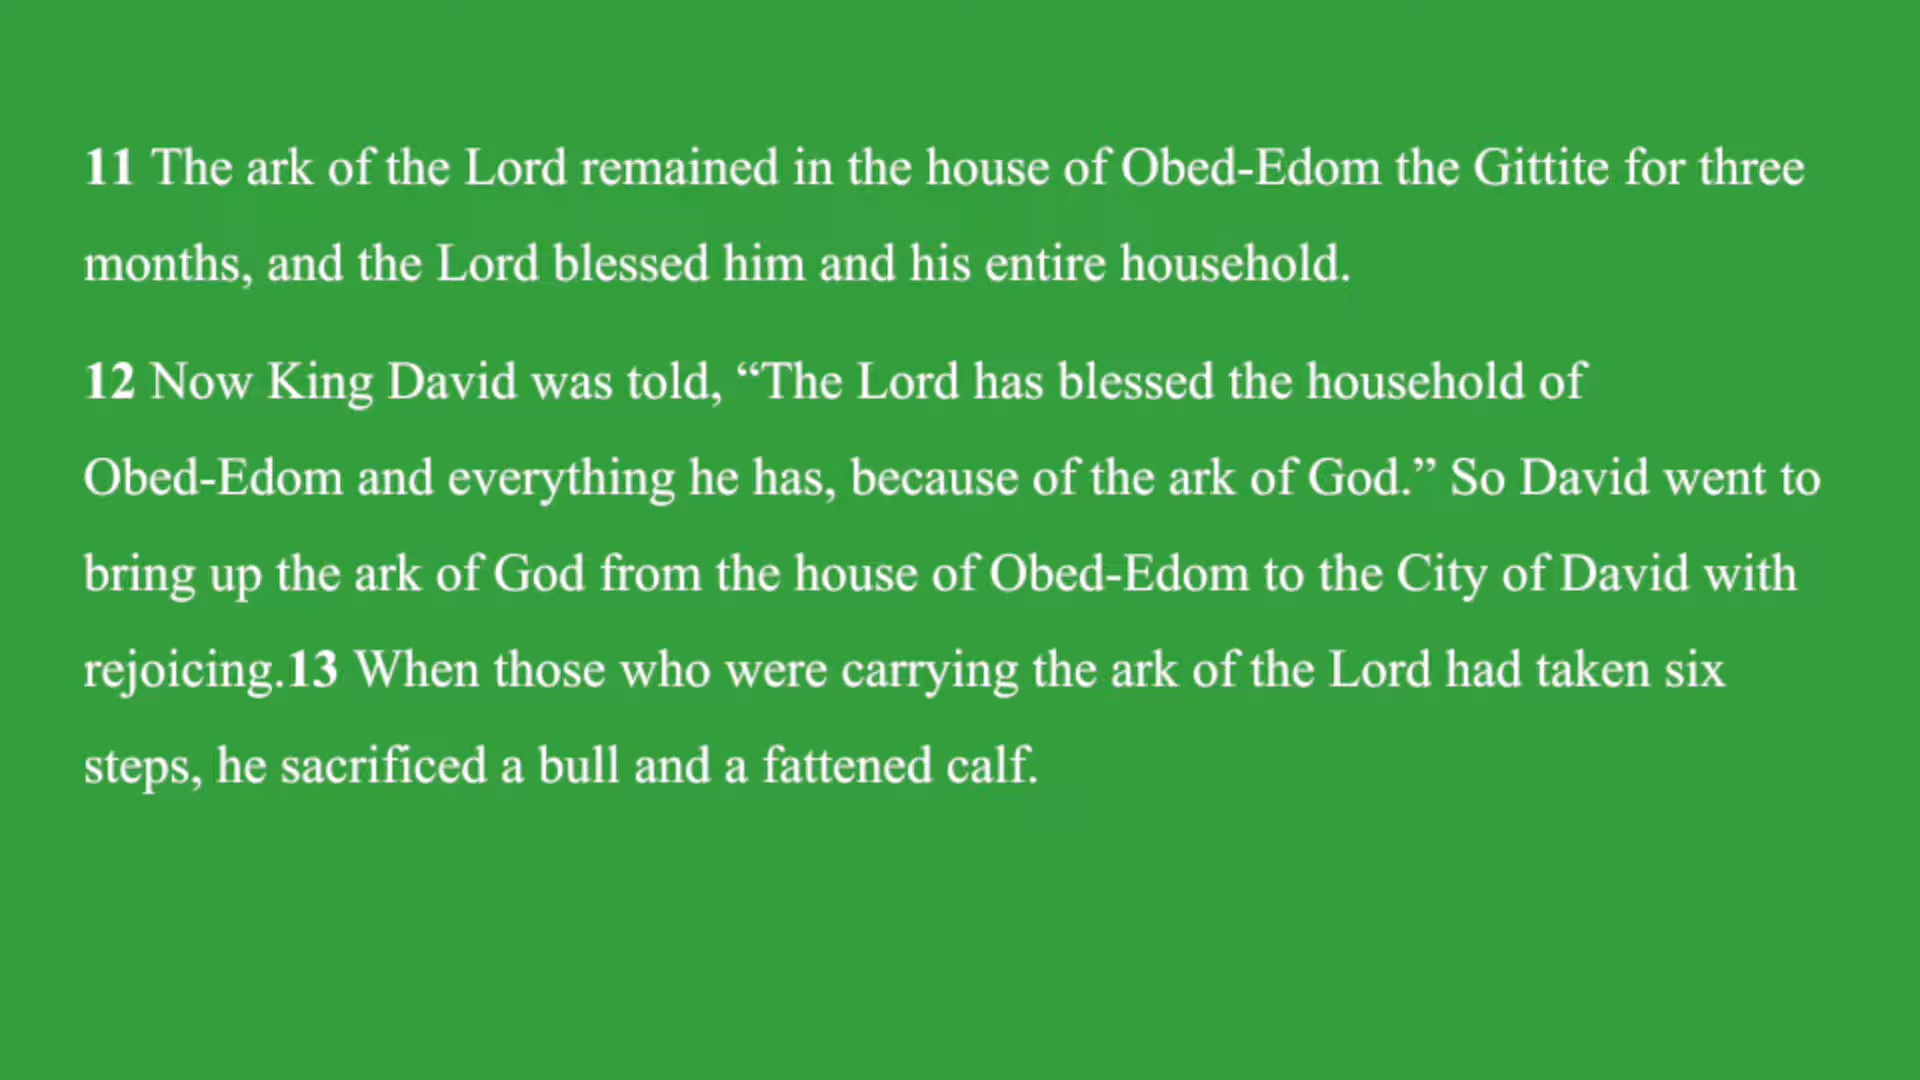 11 The ark of the Lord remained in the house of Obed-Edom the Gittite for three
months, and the Lord blessed him and his entire household.
12 Now King David was told, “The Lord has blessed the household of
Obed-Edom and everything he has, because of the ark of God.” So David went to
bring up the ark of God from the house of Obed-Edom to the City of David with
rejoicing.13 When those who were carrying the ark of the Lord had taken six
steps, he sacrificed a bull and a fattened calf.